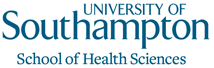 UNIVERSITY OF
Southampton
School of Health Sciences